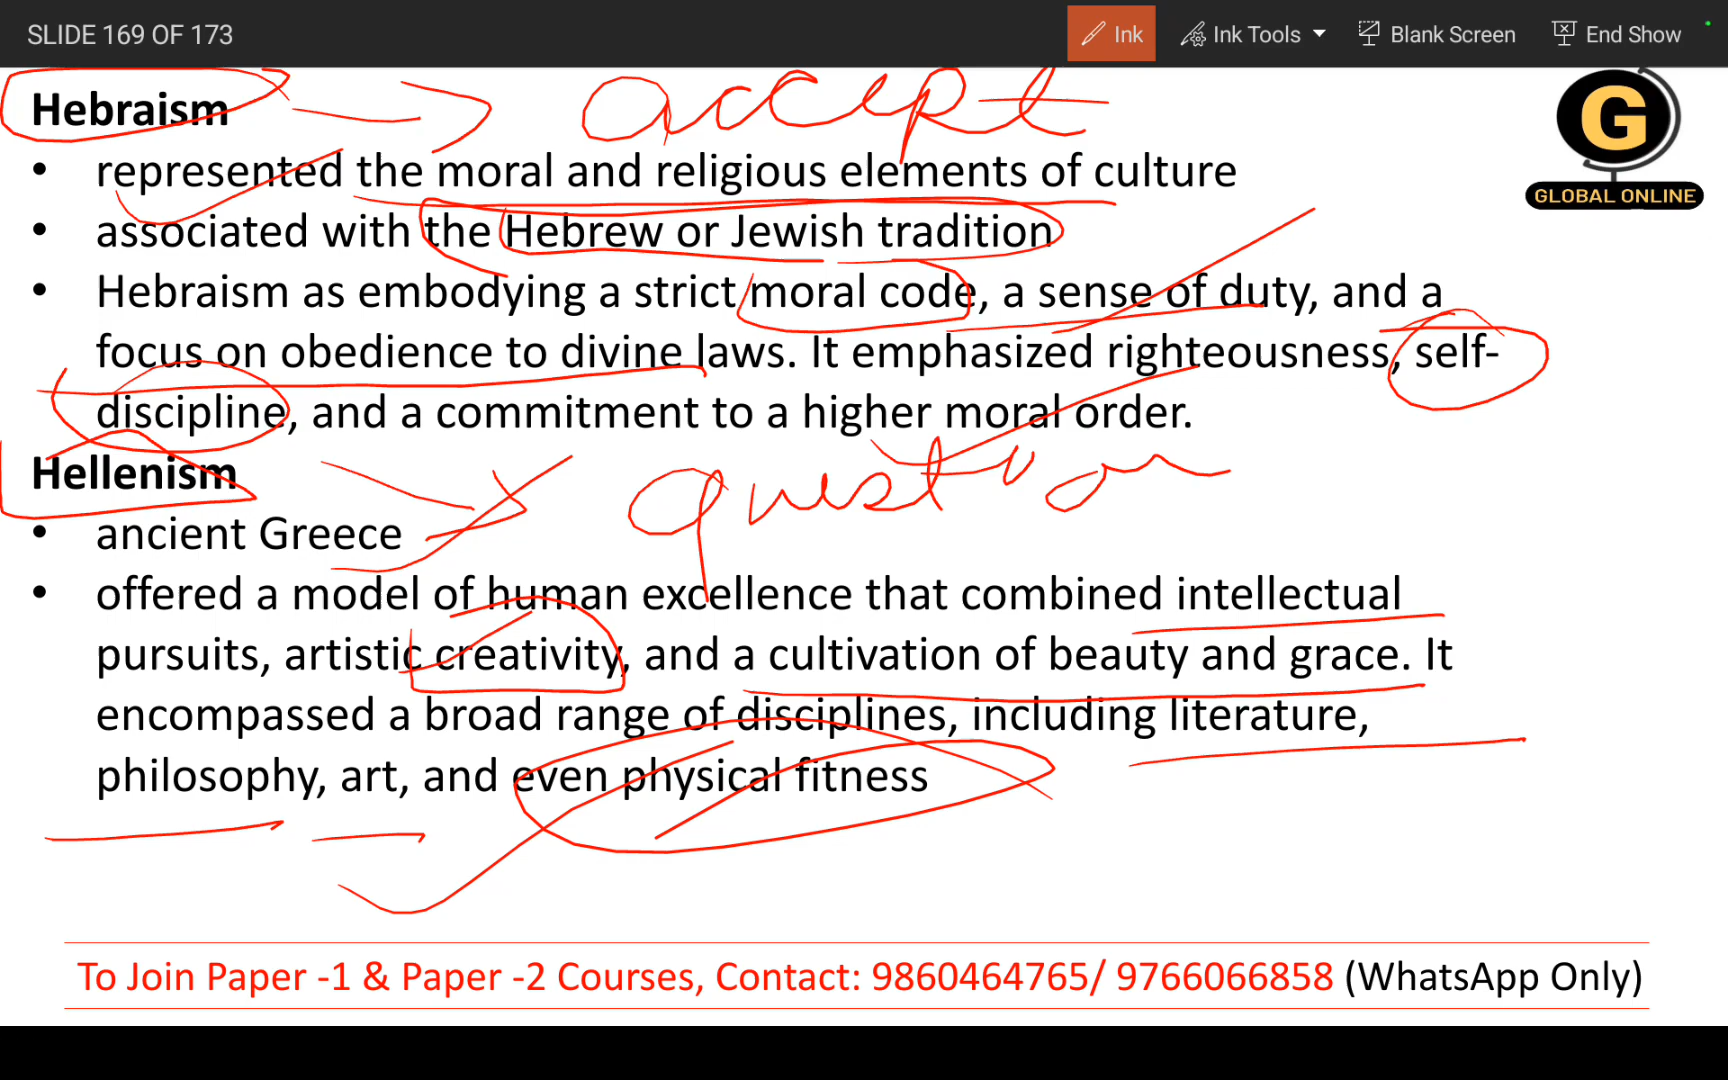 SLIDE 169 OF 173
Ink
Ink Tools
Blank Screen
End Show
Hebraism
accept
G
GLOBAL ONLINE
• represented the moral and religious elements of culture
• associated with the Hebrew or Jewish tradition
• Hebraism as embodying a strict moral code, a sense of duty, and a
focus on obedience to divine laws. It emphasized righteousness, self-
discipline, and a commitment to a higher moral order.
Hellenism
question
• ancient Greece
• offered a model of human excellence that combined intellectual
pursuits, artistic creativity, and a cultivation of beauty and grace. It
encompassed a broad range of disciplines, including literature,
philosophy, art, and even physical fitness
To Join Paper -1 & Paper -2 Courses, Contact: 9860464765/ 9766066858 (WhatsApp Only)